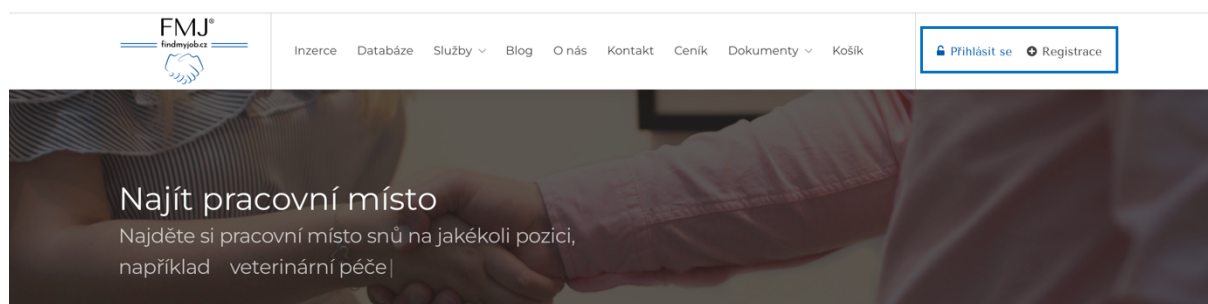 FMJ®
findmyjob.cz
Inzerce Databáze Služby Blog O nás Kontakt Ceník Dokumenty Košík
Přihlásit se Registrace
Najít pracovní místo
Najděte si pracovní místo snů na jakékoli pozici,
například veterinární péče|